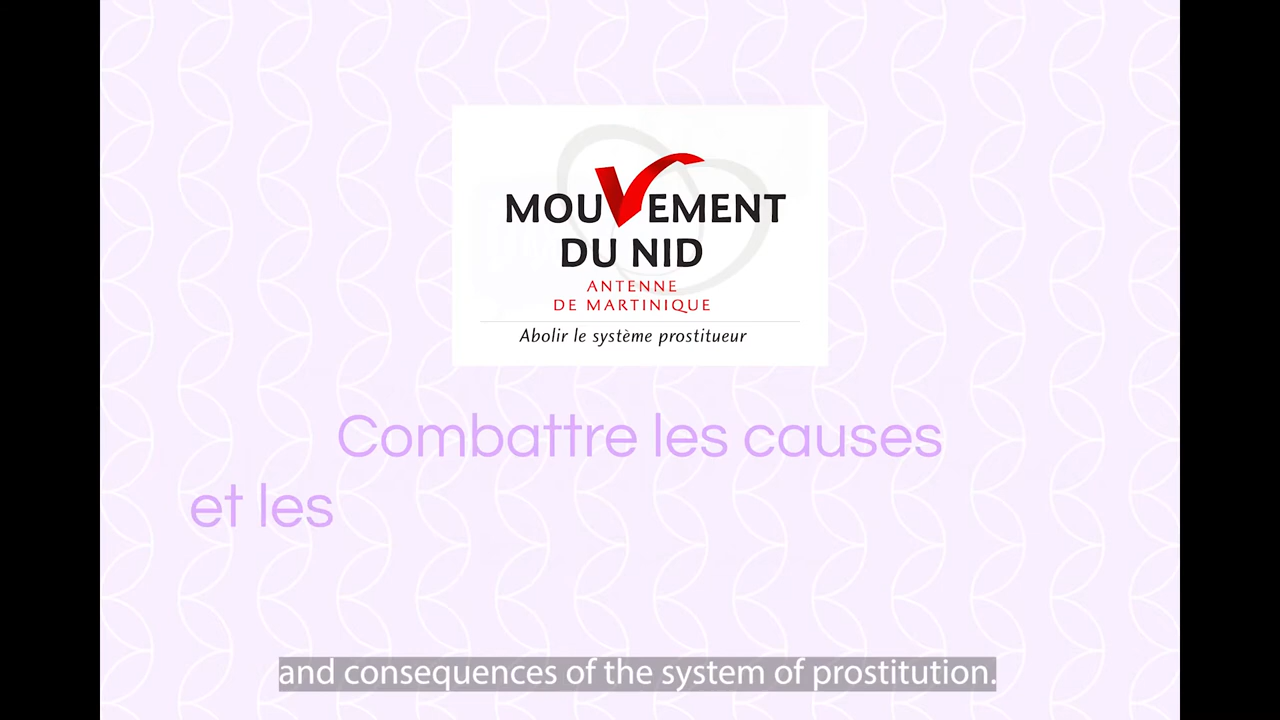 MOUVEMENT
DU NID
ANTENNE
DE MARTINIQUE
Abolir le système prostitueur
Combattre les causes
et les
and consequences of the system of prostitution.